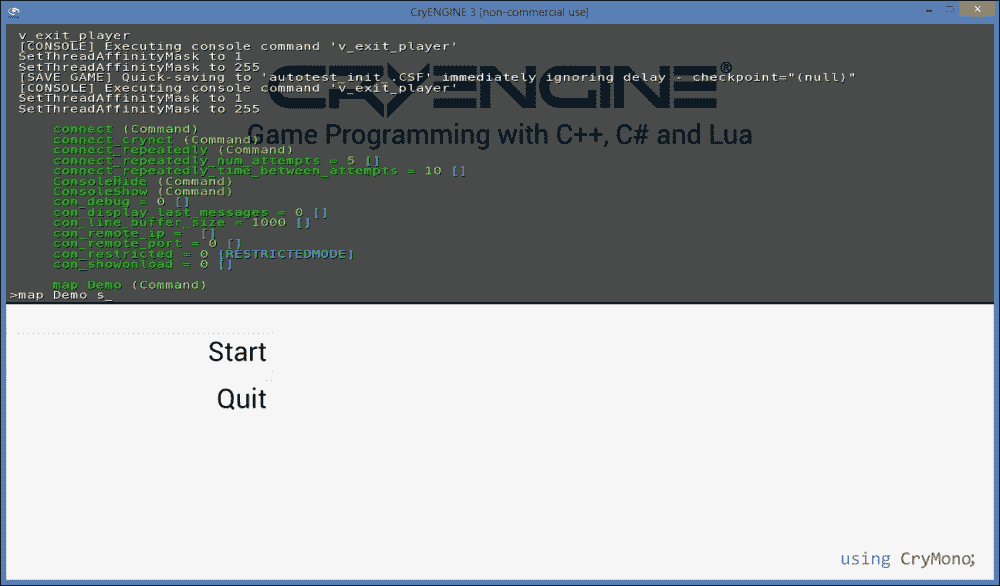 CryENGINE 3 [non-commercial use]
v_exit_player
[CONSOLE] Executing console command 'v_exit_player'
SetThreadAffinityMask to 1
SetThreadAffinityMask to 255
[SAVE GAME] Quick-saving to 'autotest_init_.CSF' immediately ignoring delay - checkpoint="(null)"
[CONSOLE] Executing console command 'v_exit_player'
SetThreadAffinityMask to 1
SetThreadAffinityMask to 255
CRYENGINE®
Game Programming with C++, C# and Lua
connect (Command)
connect_crynet (Command)
connect_repeatedly (Command)
connect_repeatedly_num_attempts = 5 []
connect_repeatedly_time_between_attempts = 10 []
ConsoleHide (Command)
ConsoleShow (Command)
con_debug = 0 []
con_display_last_messages = 0 []
con_line_buffer_size = 1000 []
con_remote_ip = []
con_remote_port = 0 []
con_restricted = 0 [RESTRICTEDMODE]
con_showonload = 0 []
map Demo (Command)
>map Demo s_
Start
Quit
using CryMono;